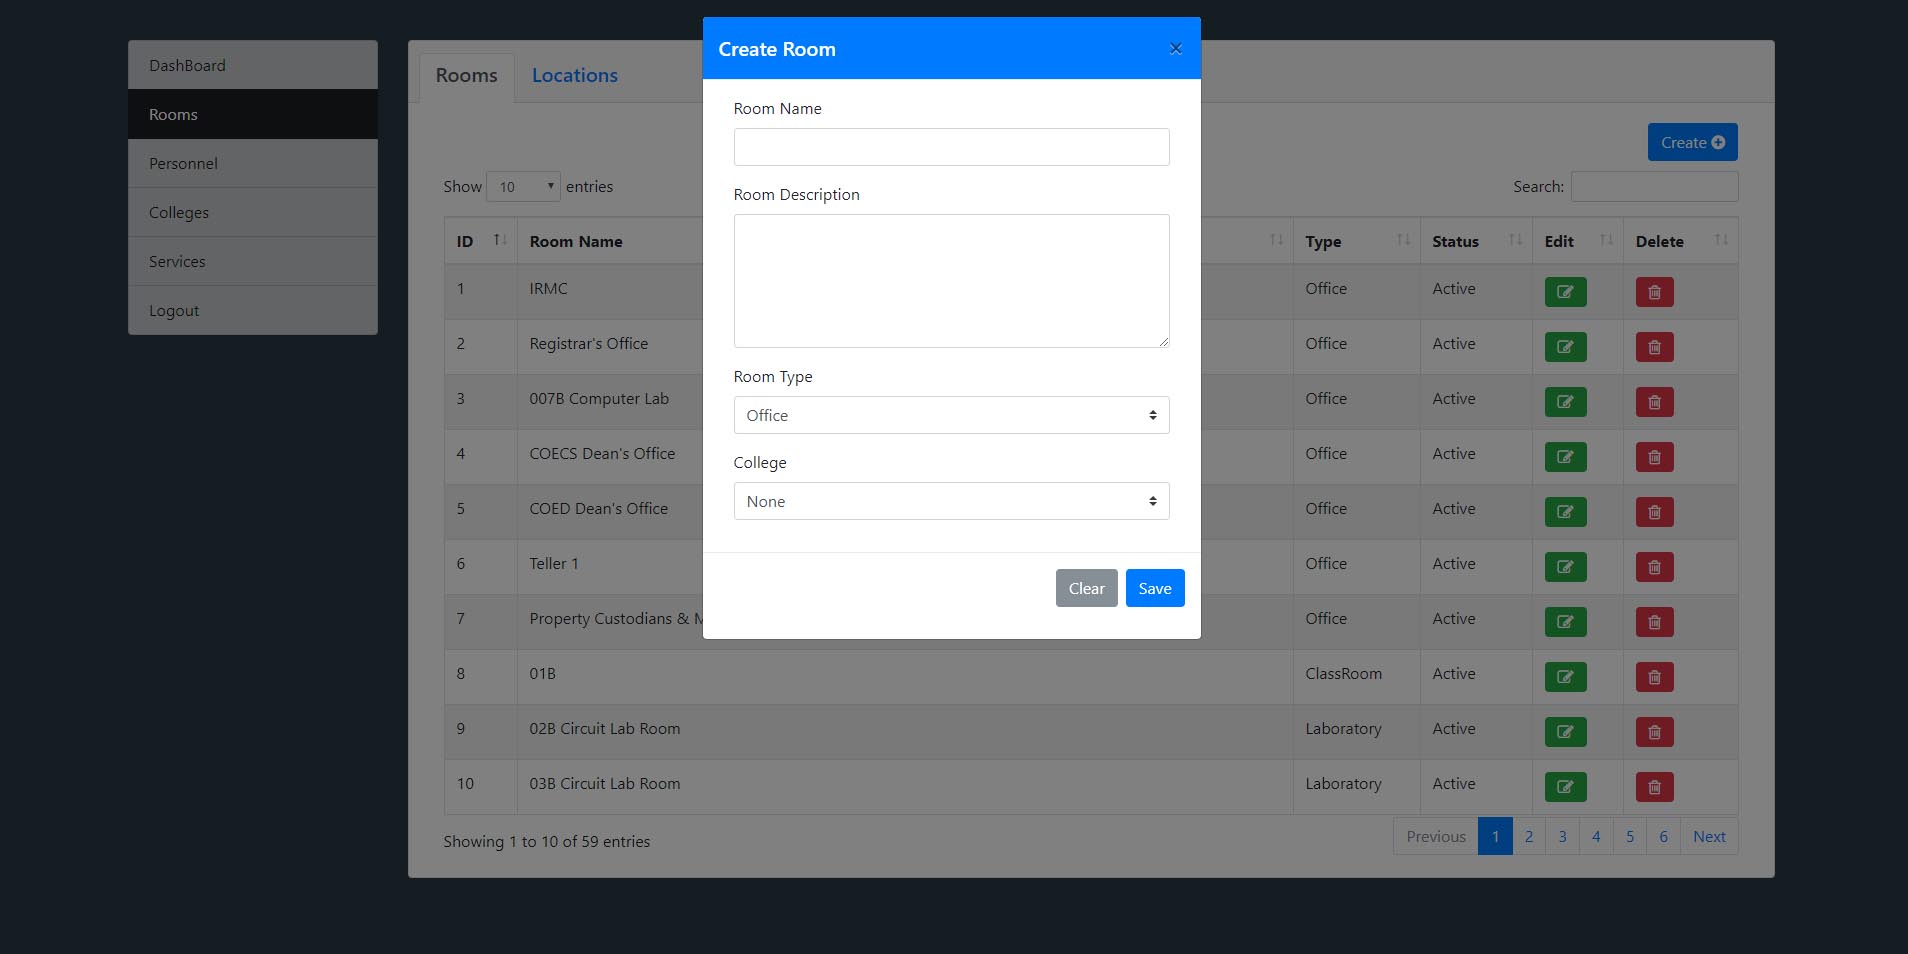 Create Room ×
DashBoard
Rooms
Personnel
Colleges
Services
Logout
Rooms Locations
Create
Show 10 entries
Search:
ID Room Name Type Status Edit Delete
1 IRMC Office Active
2 Registrar's Office Office Active
3 007B Computer Lab Office Active
4 COECS Dean's Office Office Active
5 COED Dean's Office Office Active
6 Teller 1 Office Active
7 Property Custodians & Office Active
8 01B ClassRoom Active
9 02B Circuit Lab Room Laboratory Active
10 03B Circuit Lab Room Laboratory Active
Showing 1 to 10 of 59 entries
Previous 1 2 3 4 5 6 Next
Room Name
Room Description
Room Type
Office
College
None
Clear Save